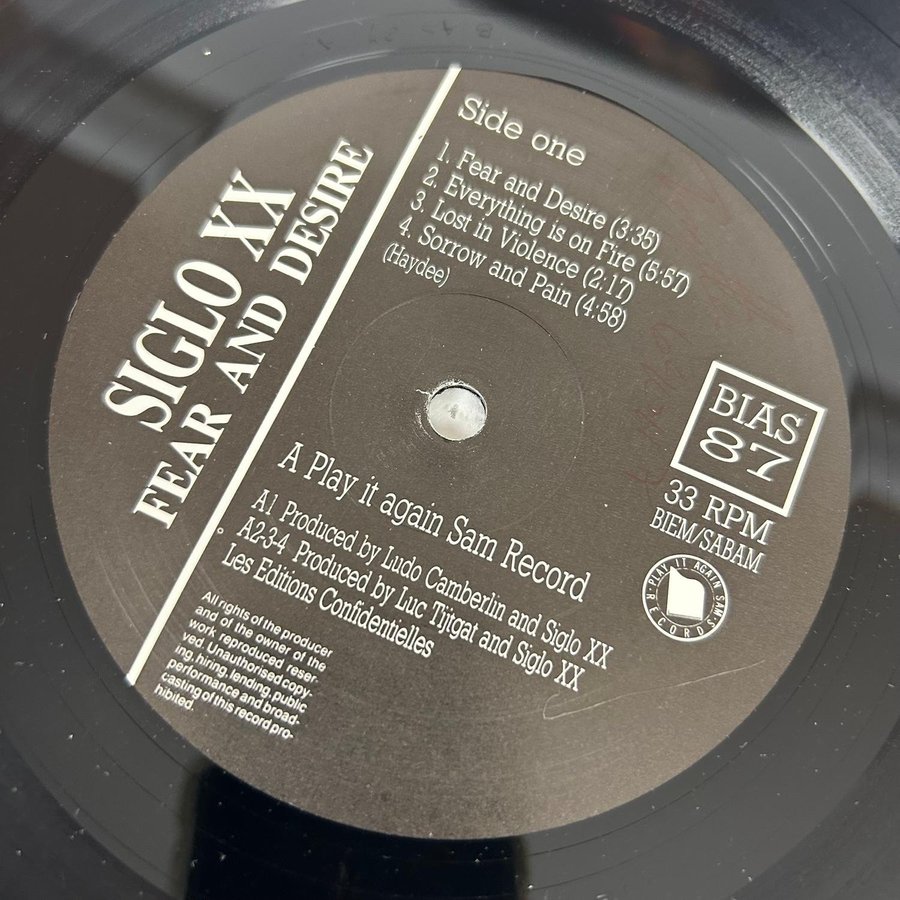 SIGLO XX
FEAR AND DESIRE
Side one
1. Fear and Desire (3:35)
2. Everything is on Fire (5:57)
3. Lost in Violence (2:17)
4. Sorrow and Pain (4:58)
(Haydee)
BIAS
87
33 RPM
BIEM/SABAM
PLAY IT AGAIN SAM·S
RECORDS
A Play it again Sam Record
A1 Produced by Ludo Camberlin and Siglo XX
A2-3-4 Produced by Luc Tijtgat and Siglo XX
Les Editions Confidentielles
All rights of the producer
and of the owner of the
work reproduced reser-
ved. Unauthorised copy-
ing, hiring, lending, public
performance and broad-
casting of this record pro-
hibited.